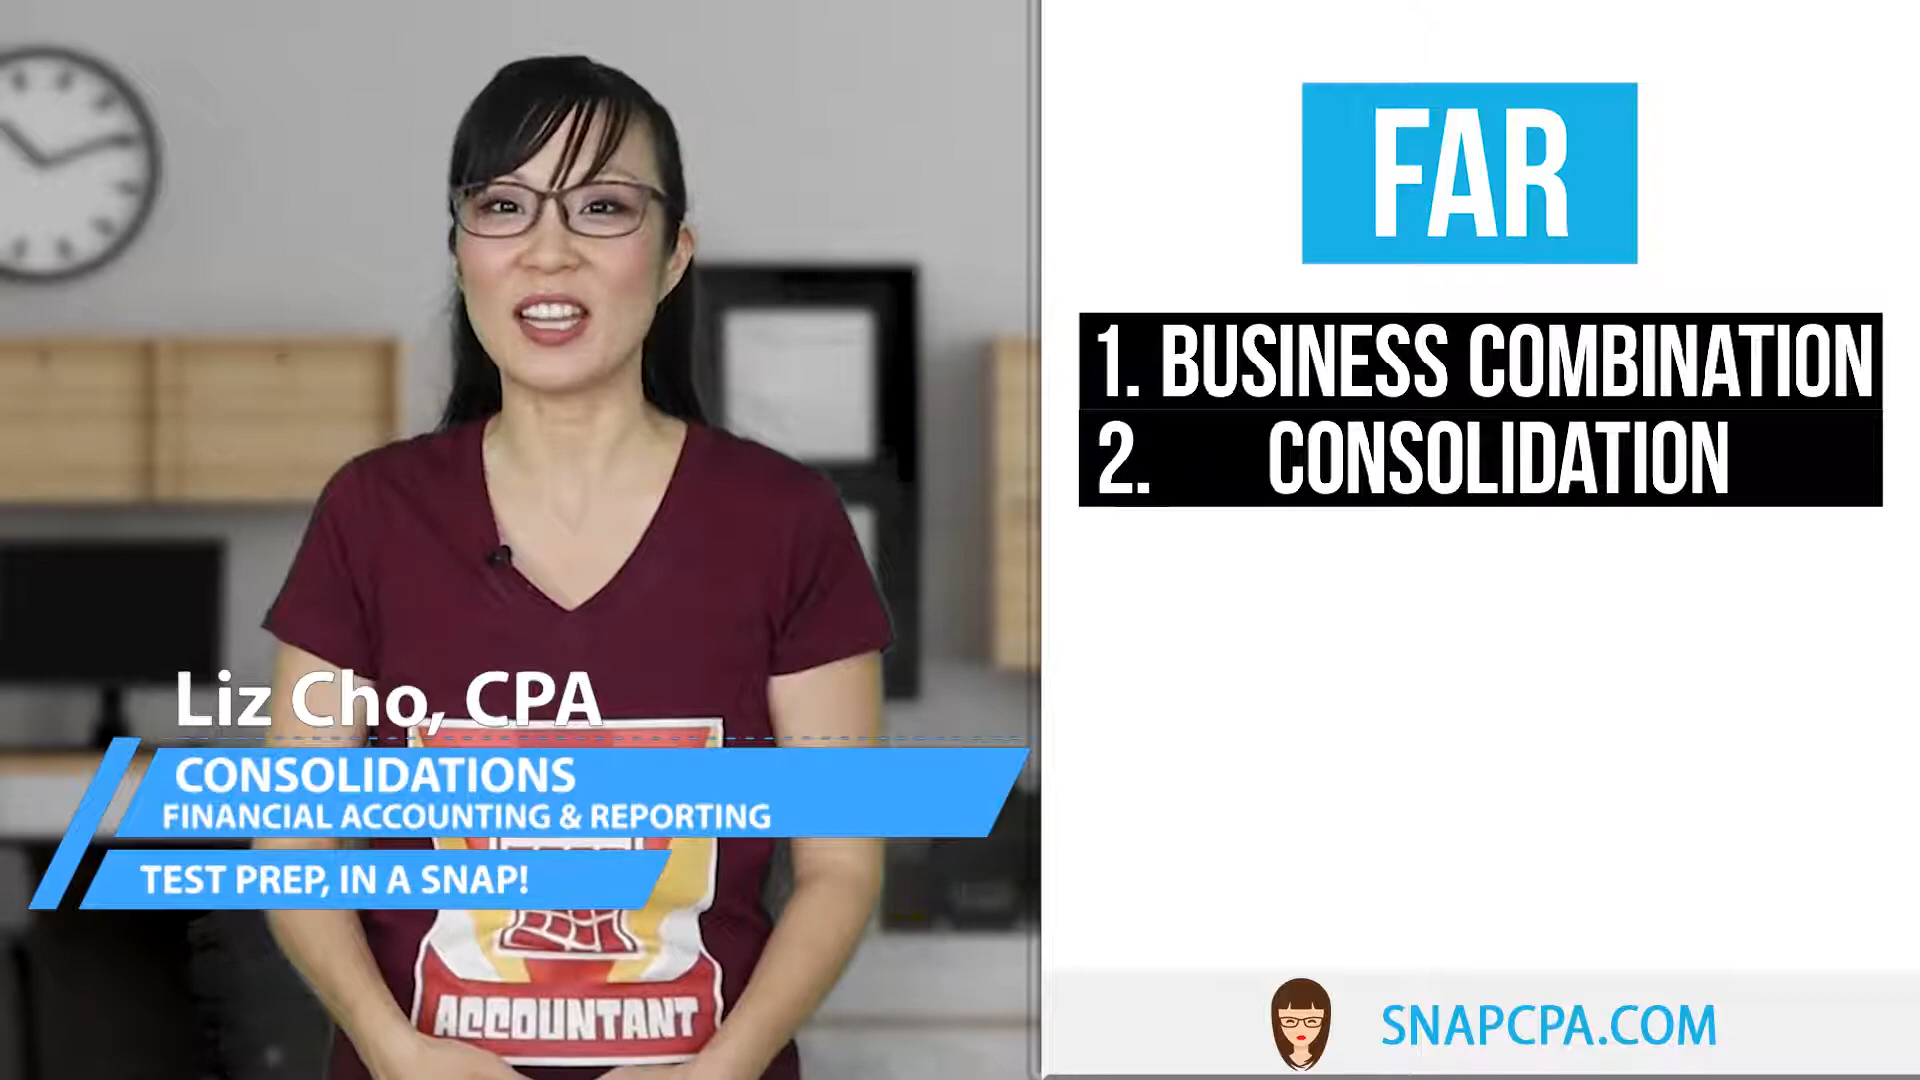 FAR
1. BUSINESS COMBINATION
2. CONSOLIDATION
Liz Cho, CPA
CONSOLIDATIONS
FINANCIAL ACCOUNTING & REPORTING
TEST PREP, IN A SNAP!
ACCOUNTANT
SNAPCPA.COM